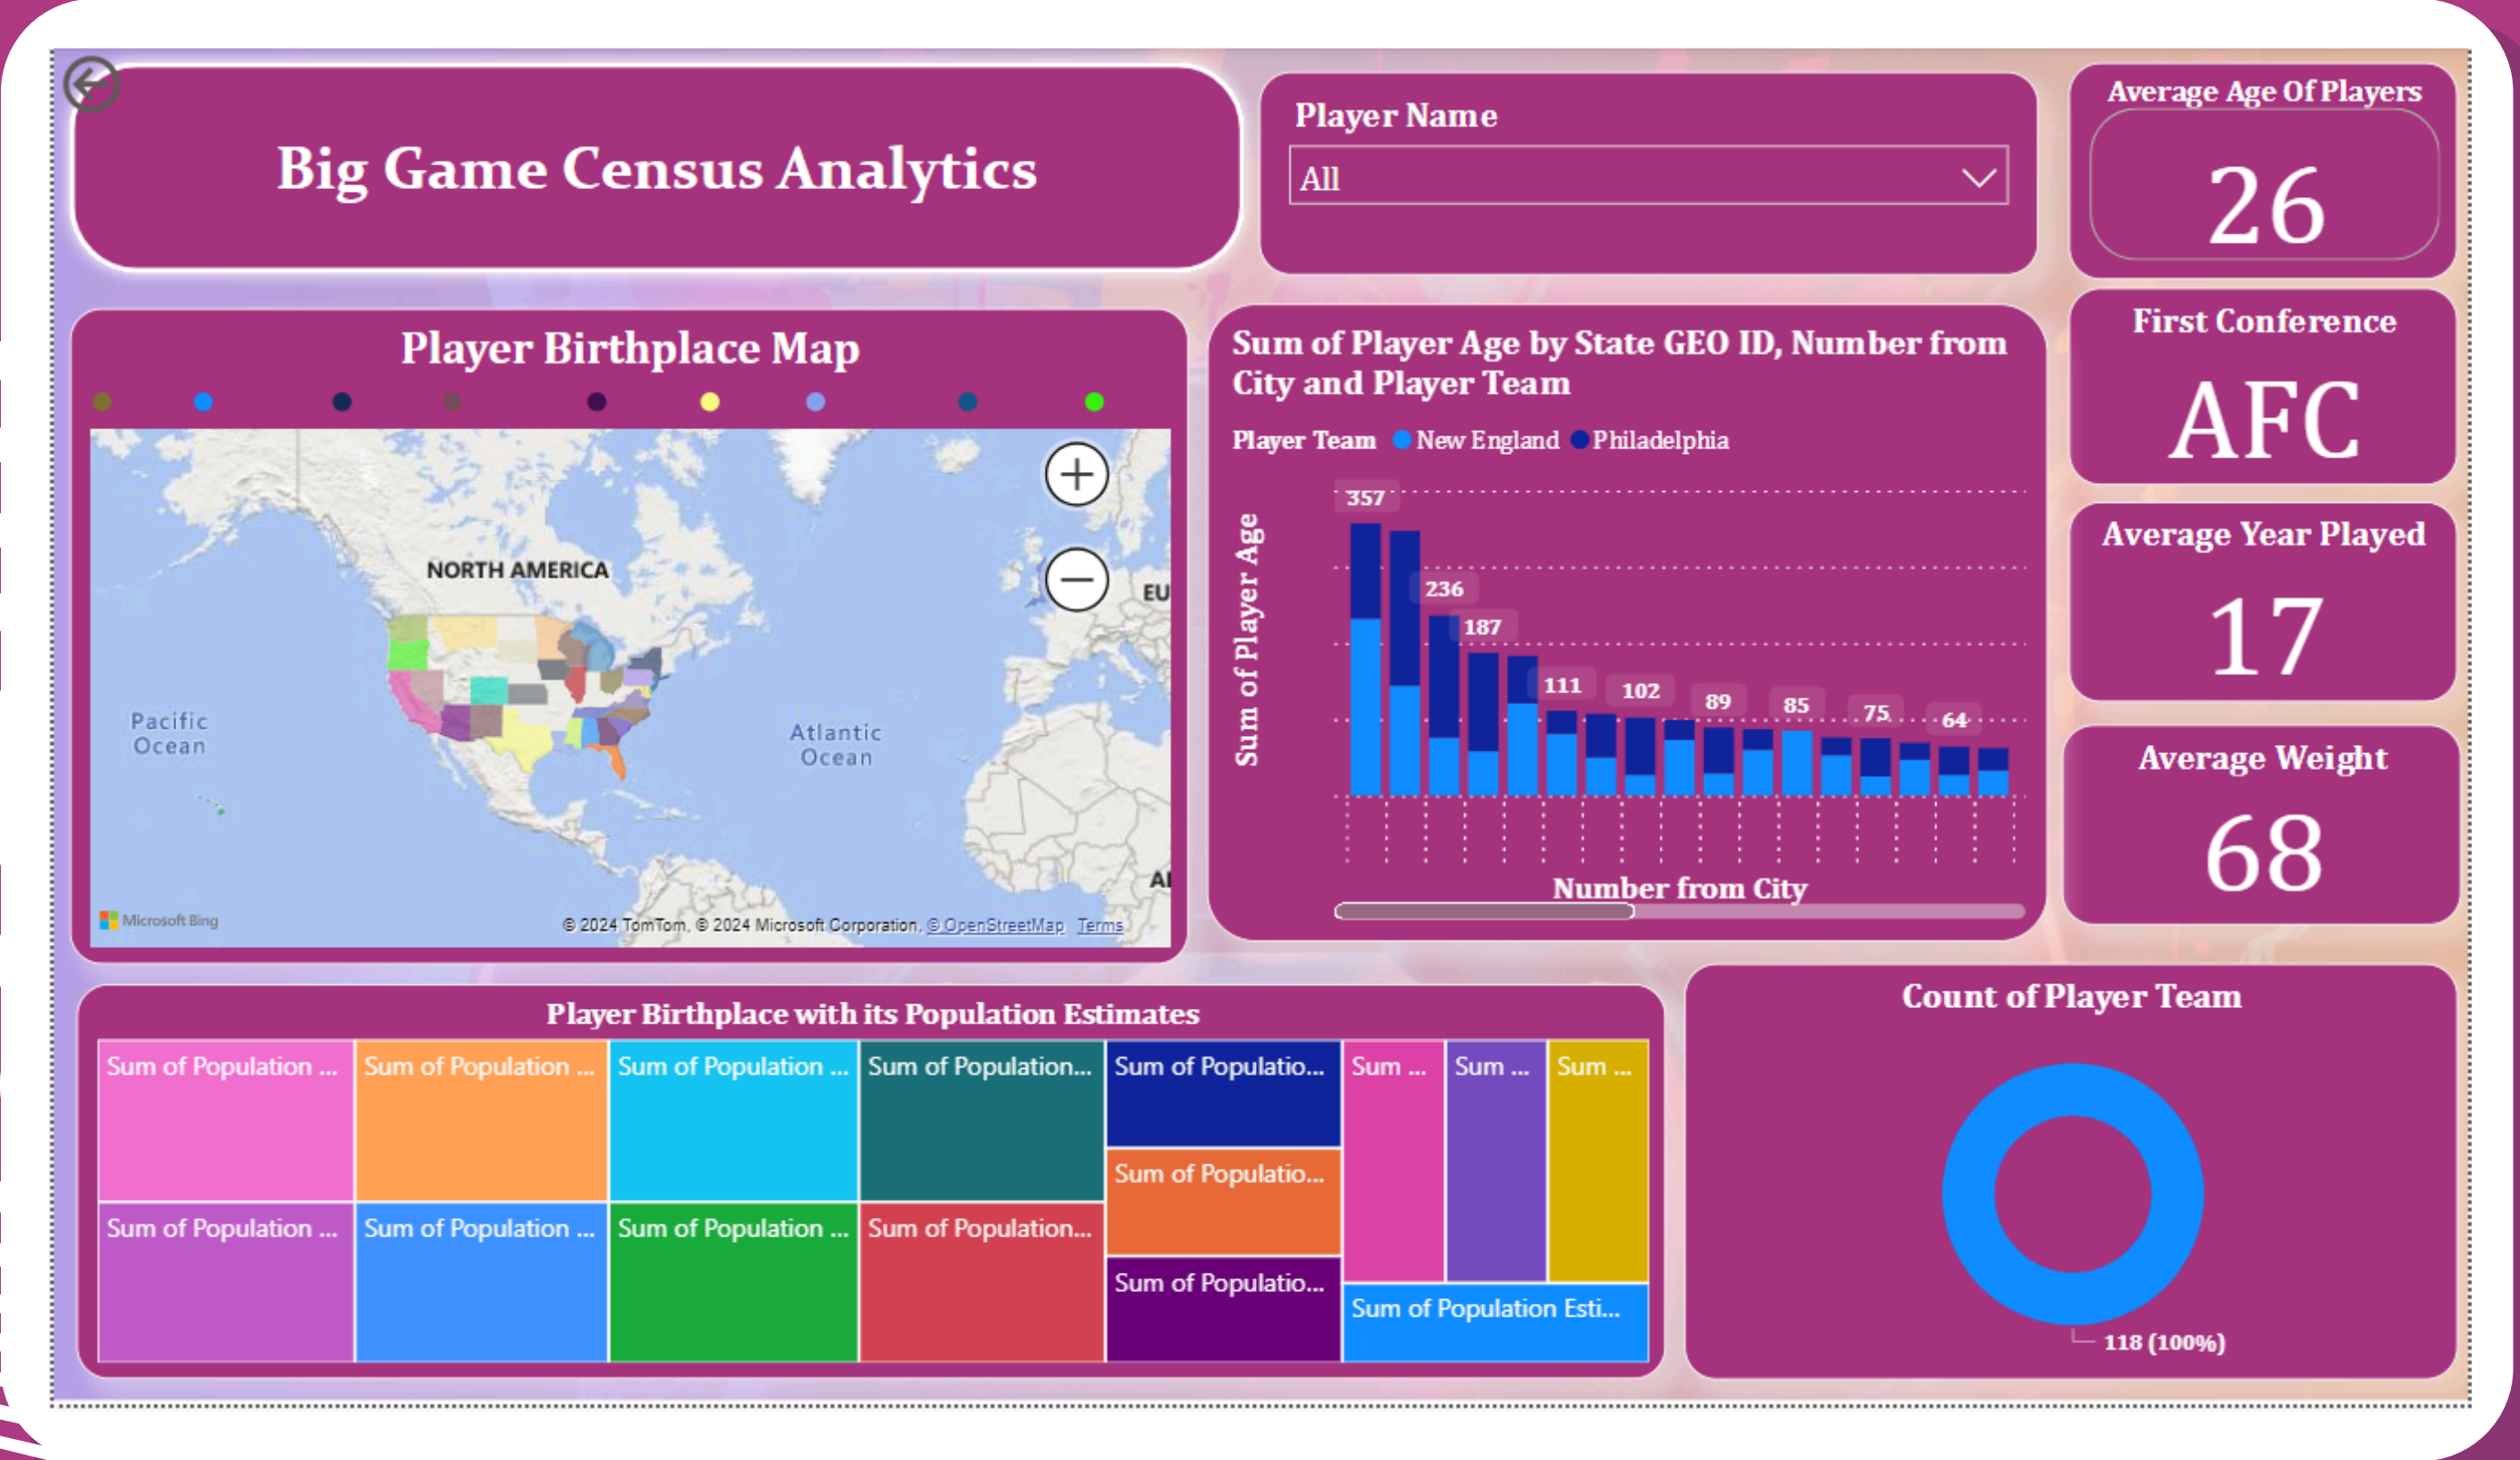 Big Game Census Analytics
Player Name
All
Average Age Of Players
26
First Conference
AFC
Average Year Played
17
Average Weight
68
Player Birthplace Map
NORTH AMERICA
Pacific
Ocean
Atlantic
Ocean
EU
Microsoft Bing
© 2024 TomTom, © 2024 Microsoft Corporation, © OpenStreetMap Terms
Sum of Player Age by State GEO ID, Number from
City and Player Team
Player Team New England Philadelphia
Sum of Player Age
357
236
187
111
102
89
85
75
64
Number from City
Player Birthplace with its Population Estimates
Sum of Population ...
Sum of Population ...
Sum of Population ...
Sum of Population...
Sum of Populatio...
Sum ...
Sum ...
Sum ...
Sum of Populatio...
Sum of Population ...
Sum of Population ...
Sum of Population ...
Sum of Population...
Sum of Populatio...
Sum of Population Esti...
Count of Player Team
118 (100%)